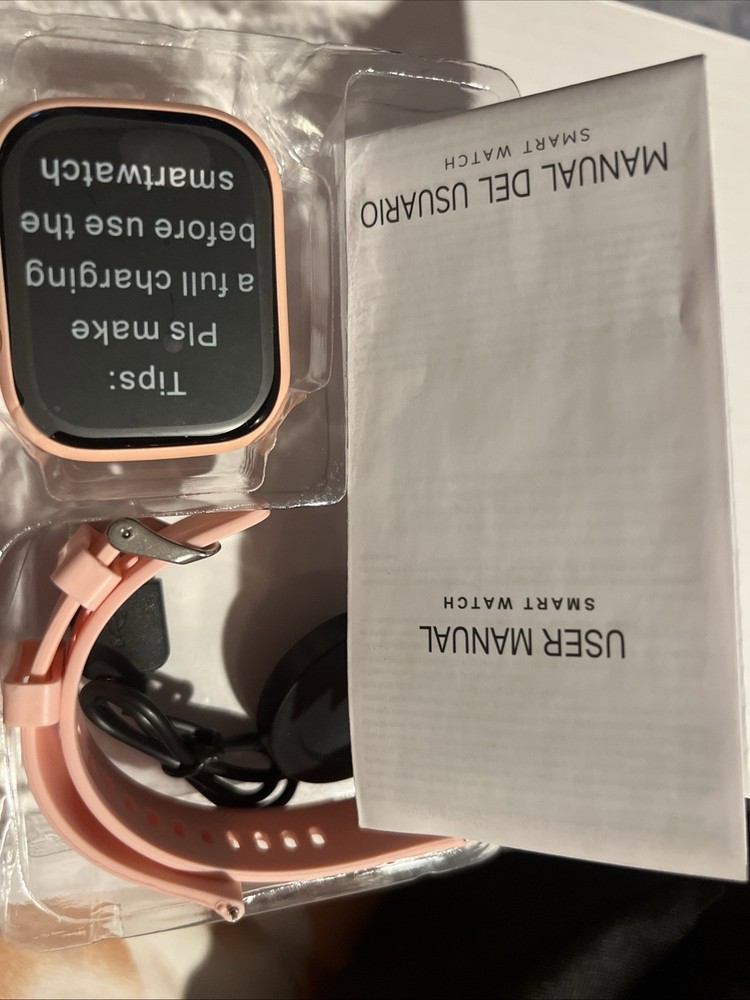 Tips:
Pls make
a full charging
before use the
smartwatch
USER MANUAL
SMART WATCH
MANUAL DEL USUARIO
SMART WATCH